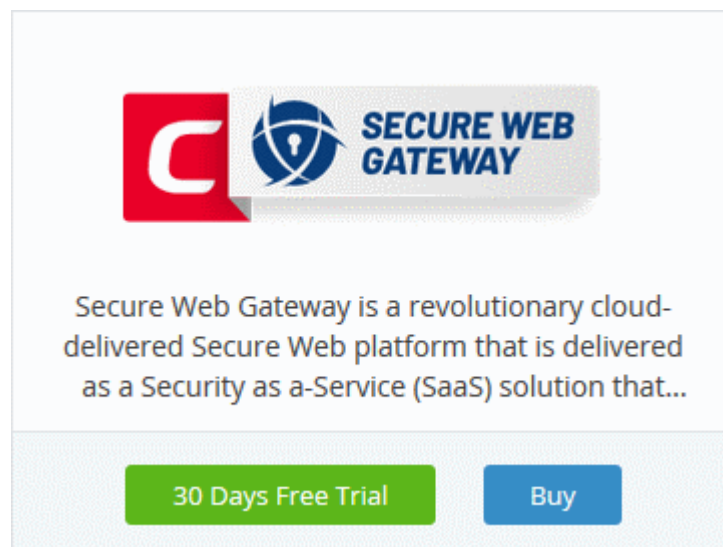 C
SECURE WEB
GATEWAY
Secure Web Gateway is a revolutionary cloud-
delivered Secure Web platform that is delivered
as a Security as a-Service (SaaS) solution that...
30 Days Free Trial
Buy